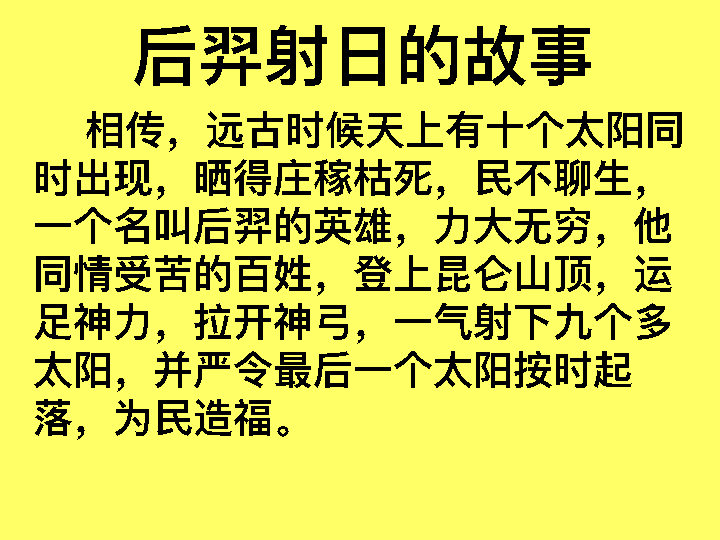 后羿射日的故事
相传，远古时候天上有十个太阳同
时出现，晒得庄稼枯死，民不聊生，
一个名叫后羿的英雄，力大无穷，他
同情受苦的百姓，登上昆仑山顶，运
足神力，拉开神弓，一气射下九个多
太阳，并严令最后一个太阳按时起
落，为民造福。